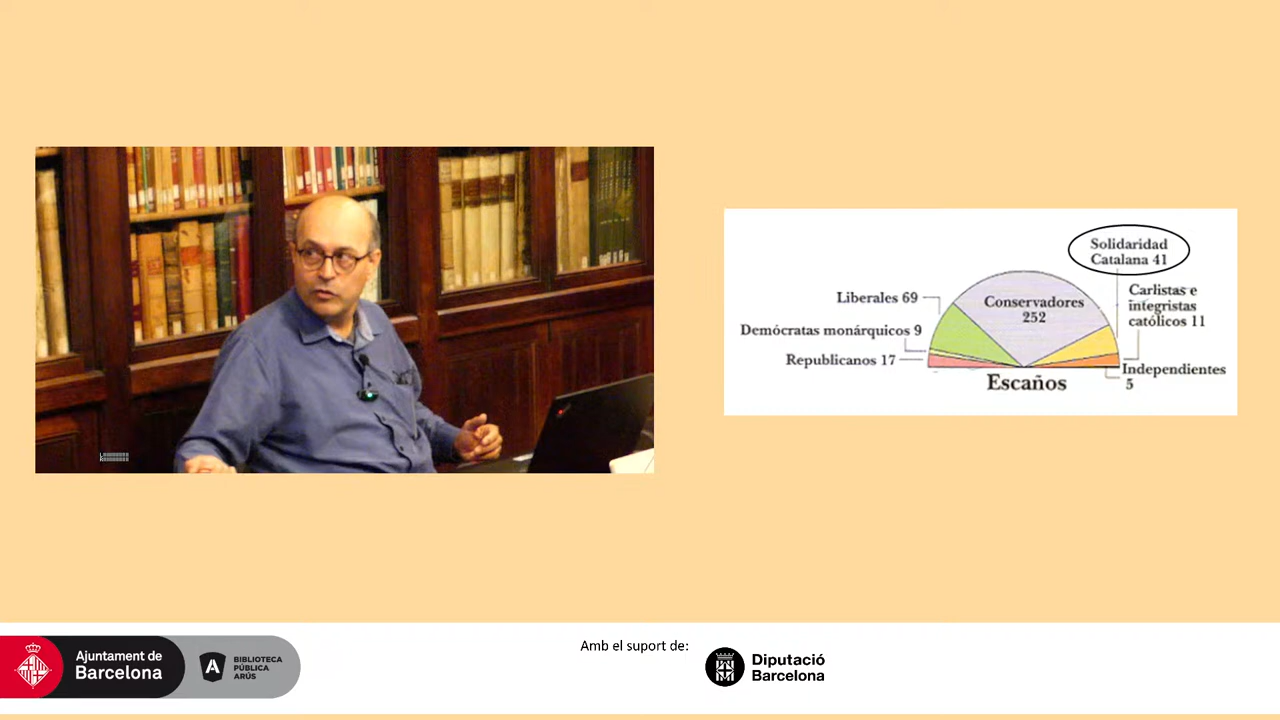 Solidaridad
Catalana 41
Liberales 69
Conservadores
252
Carlistas e
integristas
católicos 11
Demócratas monárquicos 9
Republicanos 17
Independientes
5
Escaños
Ajuntament de
Barcelona
A
BIBLIOTECA
PÚBLICA
ARÚS
Amb el suport de:
Diputació
Barcelona